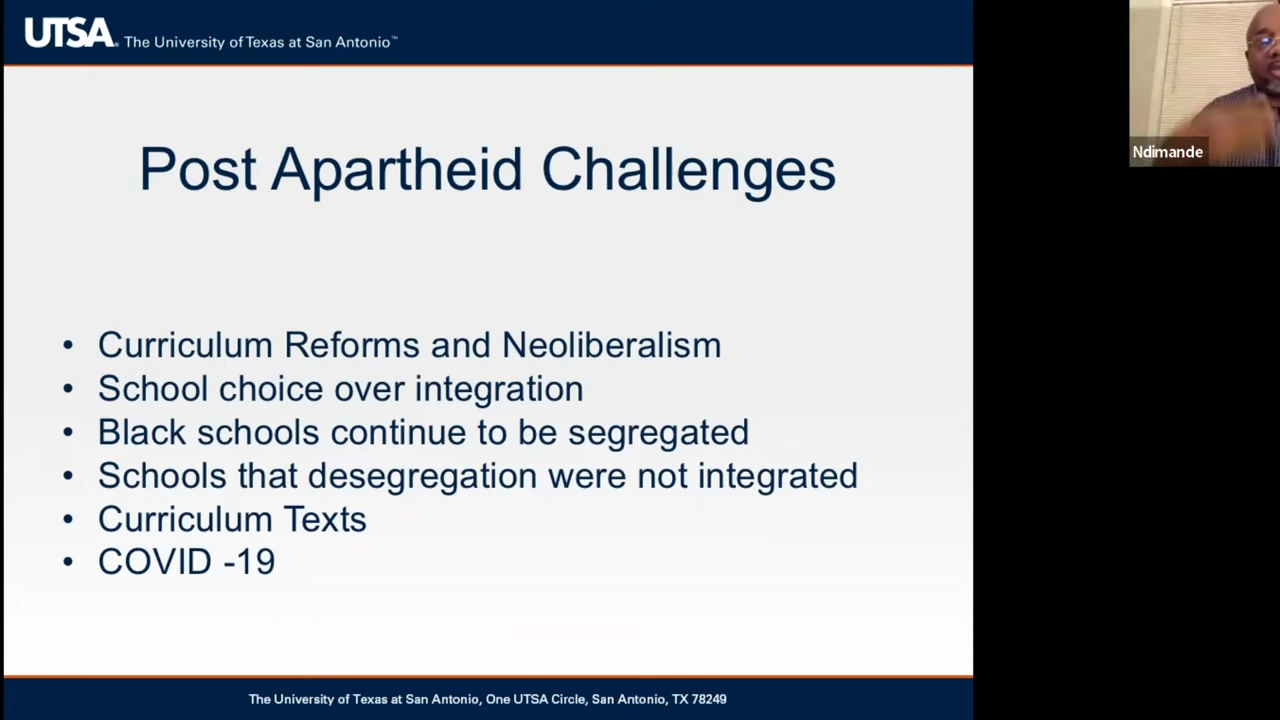 UTSA. The University of Texas at San Antonio™
Post Apartheid Challenges
• Curriculum Reforms and Neoliberalism
• School choice over integration
• Black schools continue to be segregated
• Schools that desegregation were not integrated
• Curriculum Texts
• COVID -19
The University of Texas at San Antonio, One UTSA Circle, San Antonio, TX 78249
Ndimande